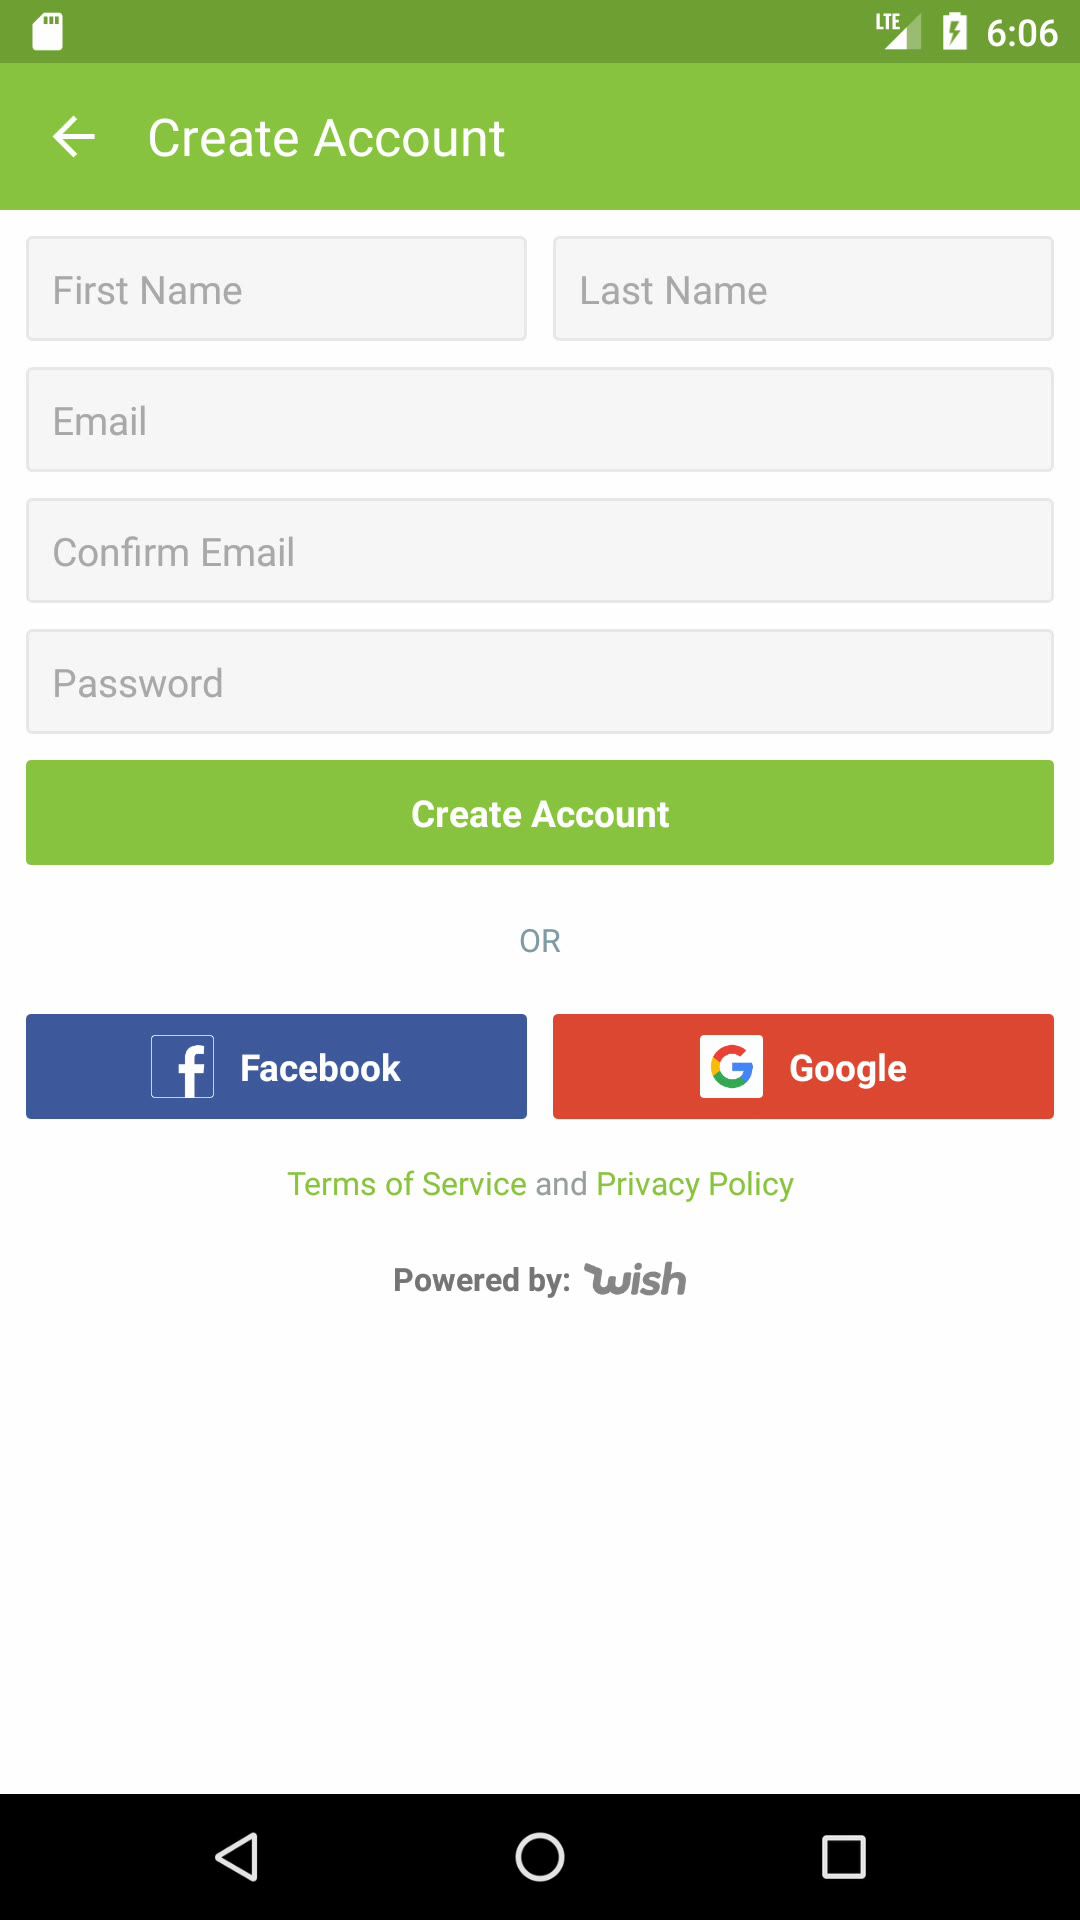 LTE 6:06
Create Account
First Name Last Name
Email
Confirm Email
Password
Create Account
OR
Facebook Google
Terms of Service and Privacy Policy
Powered by: wish